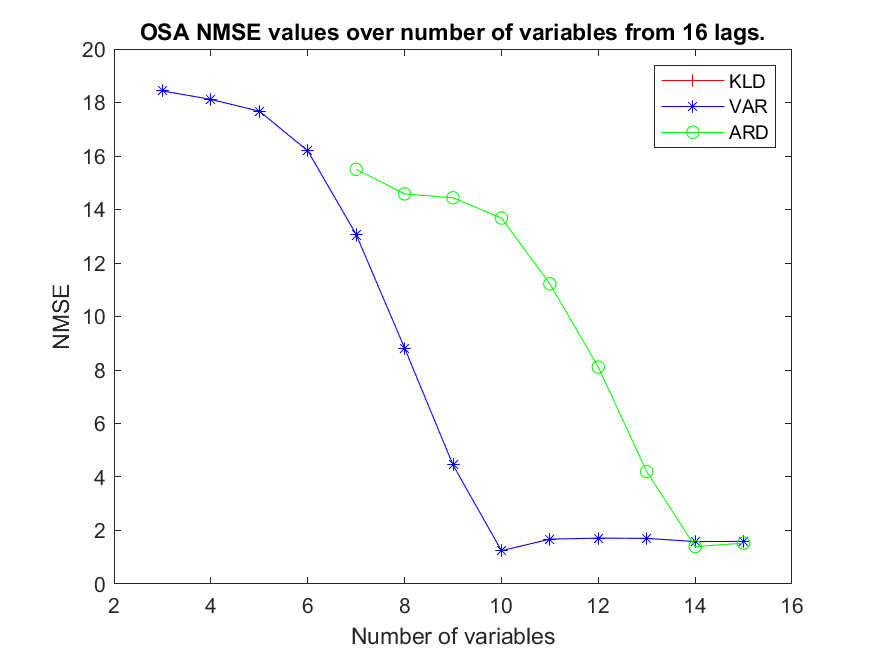 OSA NMSE values over number of variables from 16 lags.
KLD
VAR
ARD
NMSE
20
18
16
14
12
10
8
6
4
2
0
2 4 6 8 10 12 14 16
Number of variables